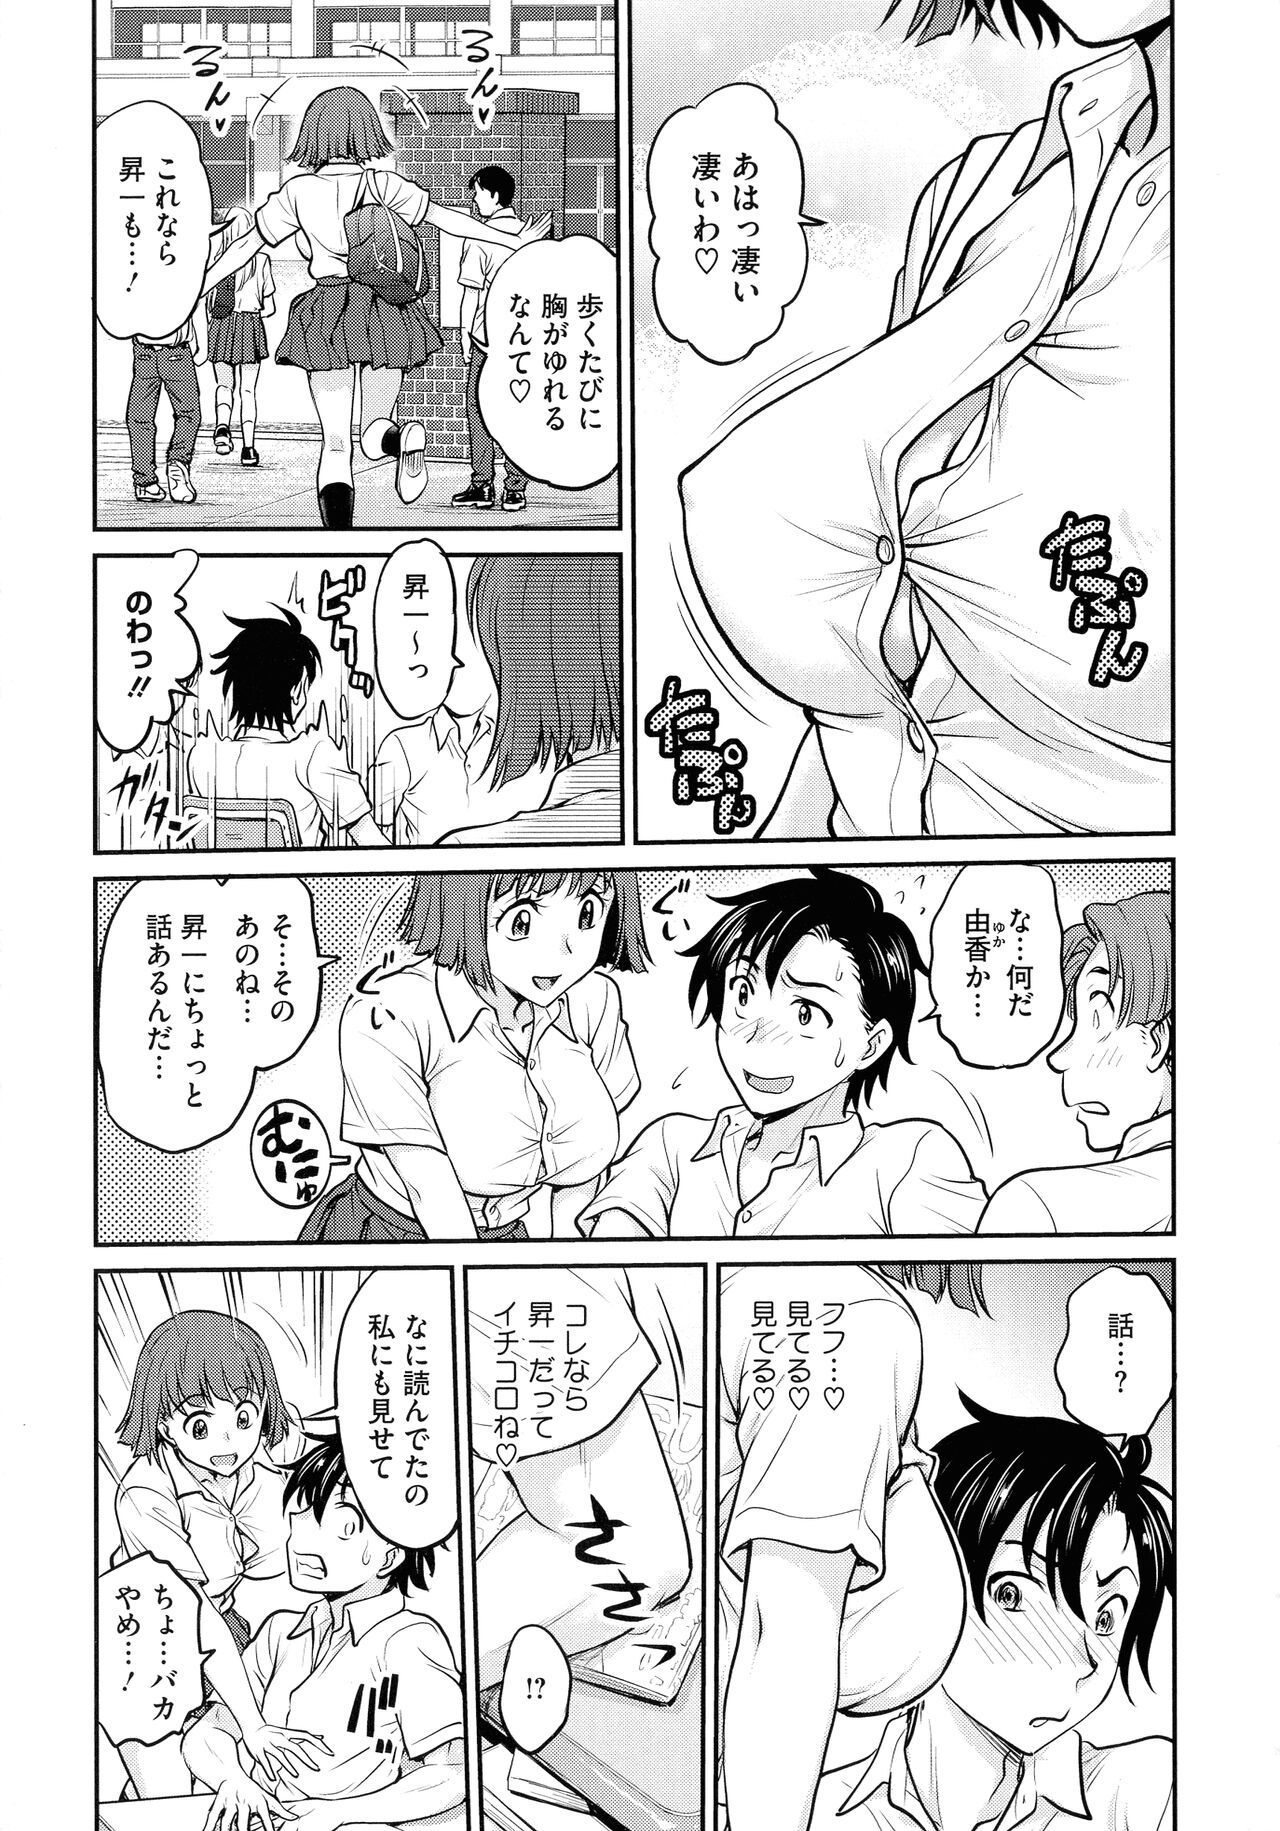 あはっ凄い
凄いわ♡
たぷん
たぷん
るん♥
るん♥
歩くたびに
胸がゆれる
なんて♡
これなら
昇一も…!
昇一〜っ
ビクッ
のわっ!!
ガタン
な…何だ
由香か…
ゆか
ぐい
ぐい
そ…その
あのね…
昇一にちょっと
話あるんだ…
むにゅ
話…?
フフ…♡
見てる♡
見てる♡
コレなら
昇一だって
イチコロね♡
ささっ
!?
なに読んでたの
私にも見せて
ちょ…バカ
やめ…!